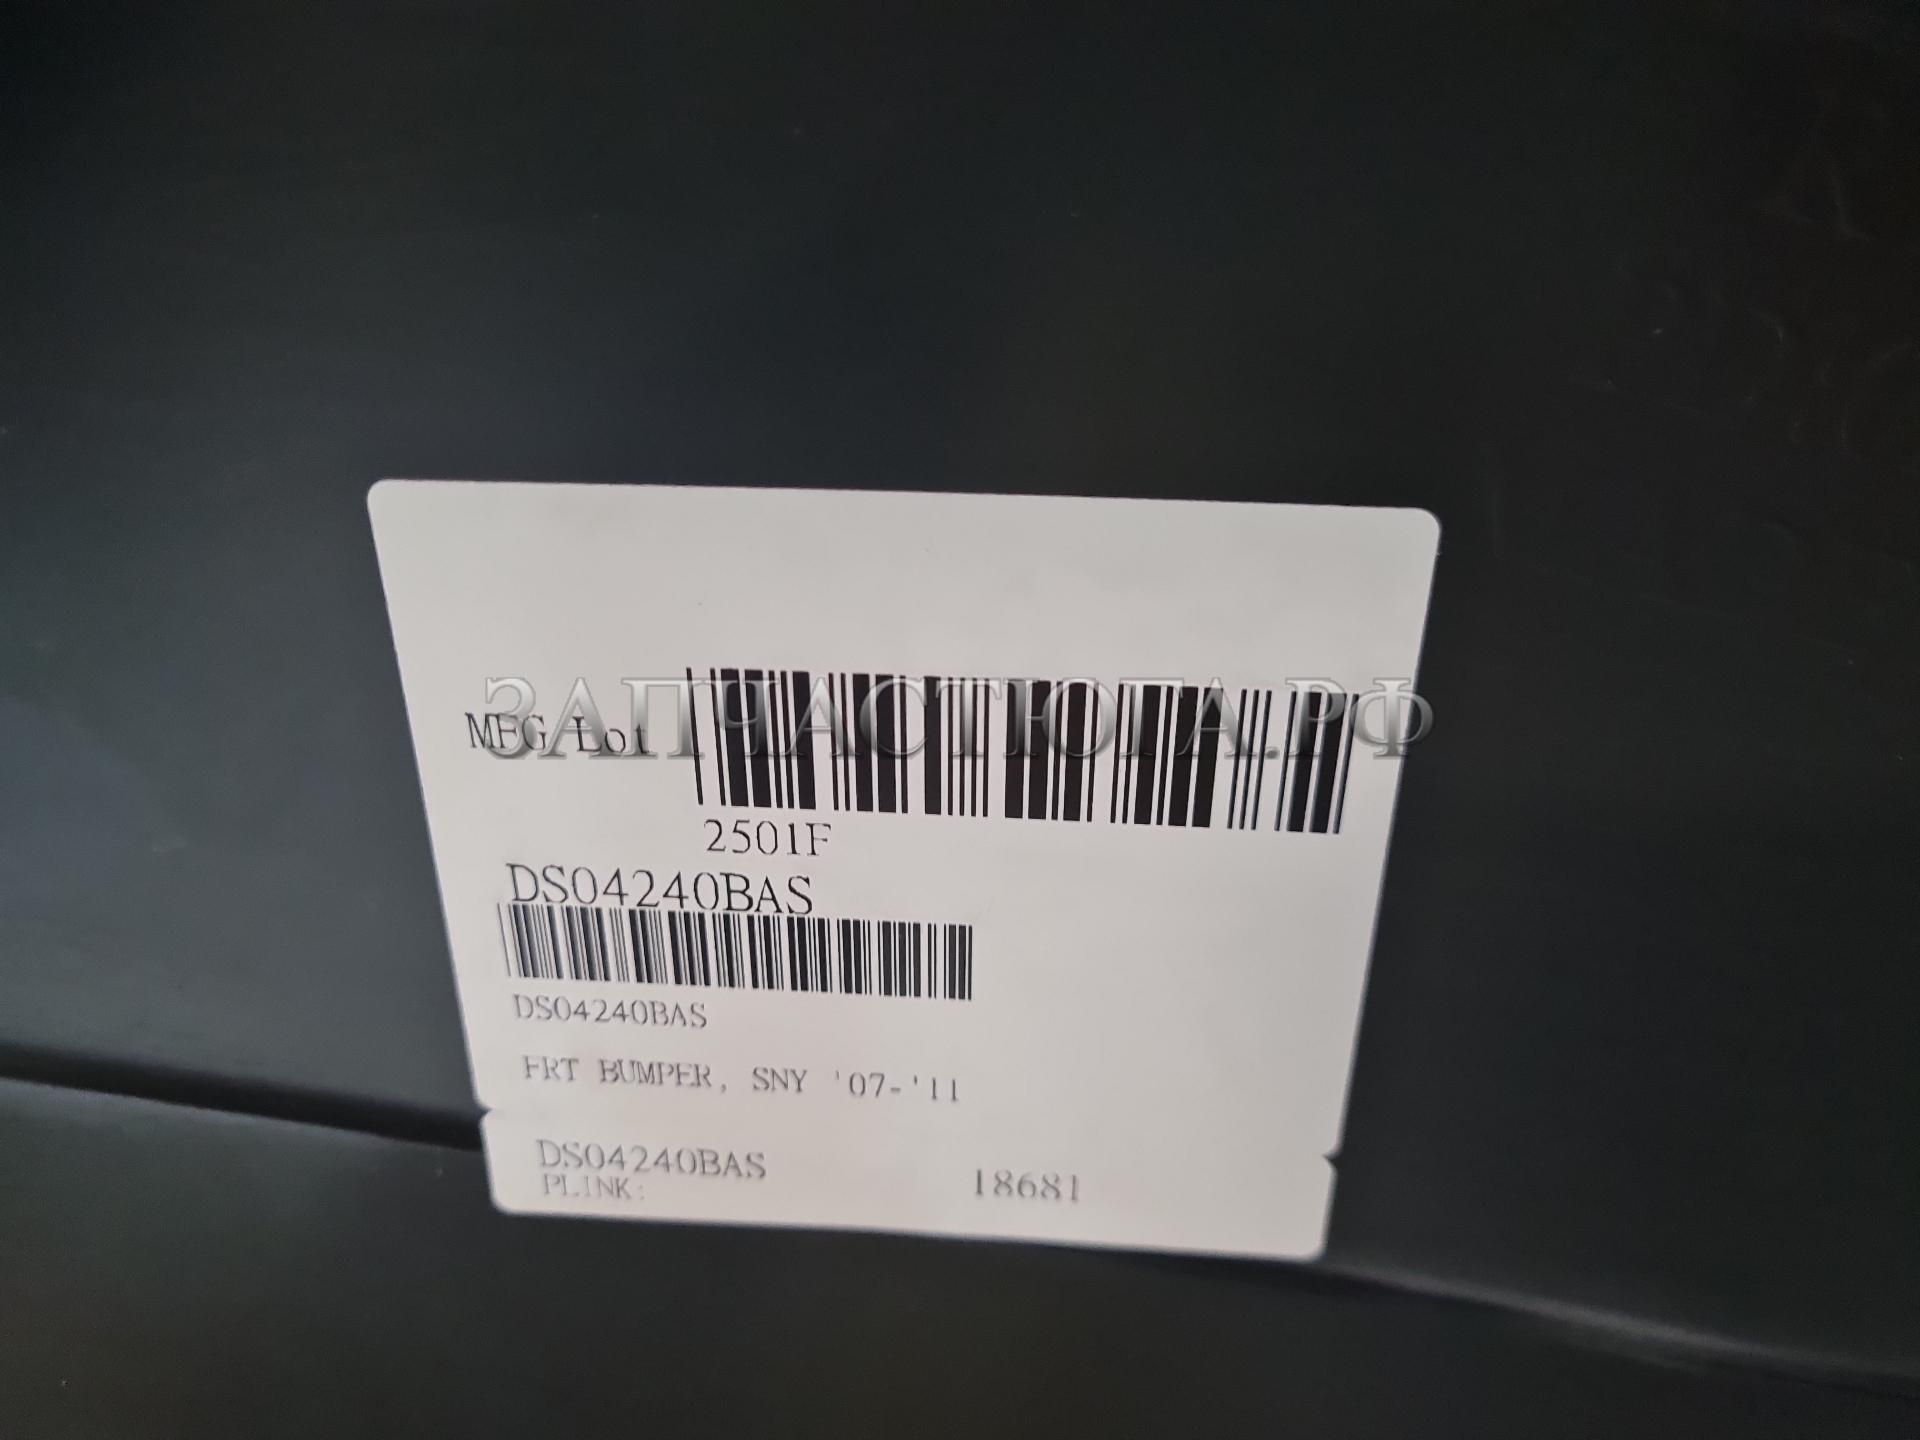 ЗАПЧАСТЮГА.РФ
MFG Lot
2501F
DS04240BAS
DS04240BAS
FRT BUMPER, SNY '07-'11
DS04240BAS
PLINK:
18681